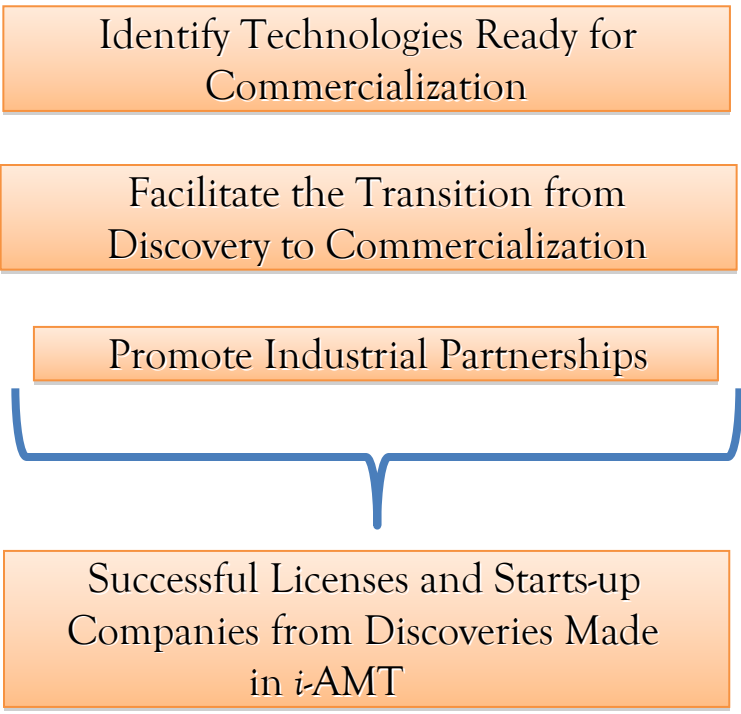 Identify Technologies Ready for
Commercialization
Facilitate the Transition from
Discovery to Commercialization
Promote Industrial Partnerships
Successful Licenses and Starts-up
Companies from Discoveries Made
in i-AMT